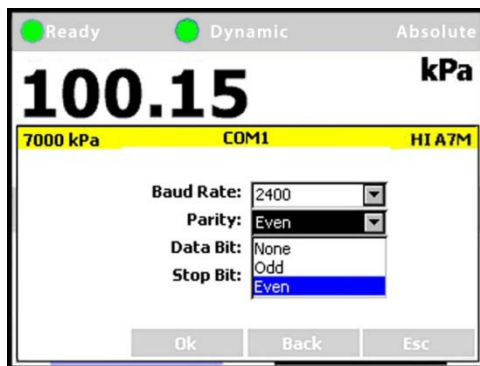 Ready Dynamic Absolute
100.15 kPa
7000 kPa COM1 HI A7M
Baud Rate: 2400
Parity: Even
Data Bit: None
Odd
Stop Bit: Even
Ok Back Esc